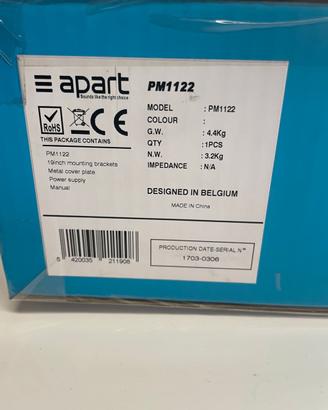 apart
Sounds like the right choice
RoHS
CE
THIS PACKAGE CONTAINS
PM1122
19inch mounting brackets
Metal cover plate
Power supply
Manual
PM1122
MODEL : PM1122
COLOUR :
G.W. : 4.4Kg
QTY : 1PCS
N.W. : 3.2Kg
IMPEDANCE : N/A
DESIGNED IN BELGIUM
MADE IN China
5 420035 211908
PRODUCTION DATE-SERIAL N°
1703-0306